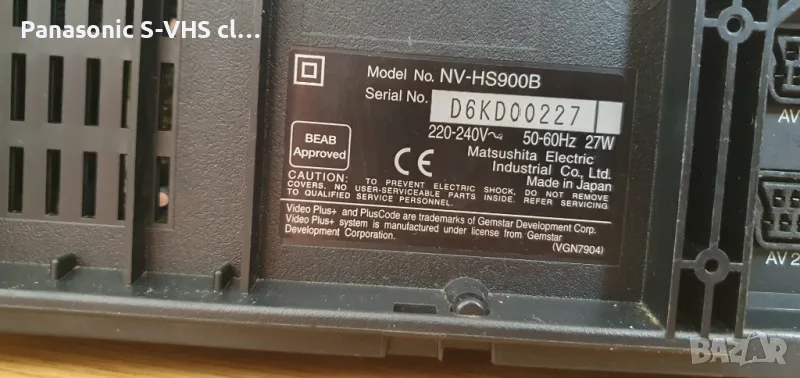 Panasonic S-VHS cl...
Model No. NV-HS900B
Serial No. D6KD00227
220-240V~ 50-60Hz 27W
BEAB
Approved
CE
Matsushita Electric
Industrial Co., Ltd.
Made in Japan
CAUTION: TO PREVENT ELECTRIC SHOCK, DO NOT REMOVE
COVERS. NO USER-SERVICEABLE PARTS INSIDE. REFER SERVICING
TO QUALIFIED SERVICE PERSONNEL.
Video Plus+ and PlusCode are trademarks of Gemstar Development Corp.
Video Plus+ system is manufactured under license from Gemstar
Development Corporation.
(VGN7904)
AV
AV 2
BAZAR